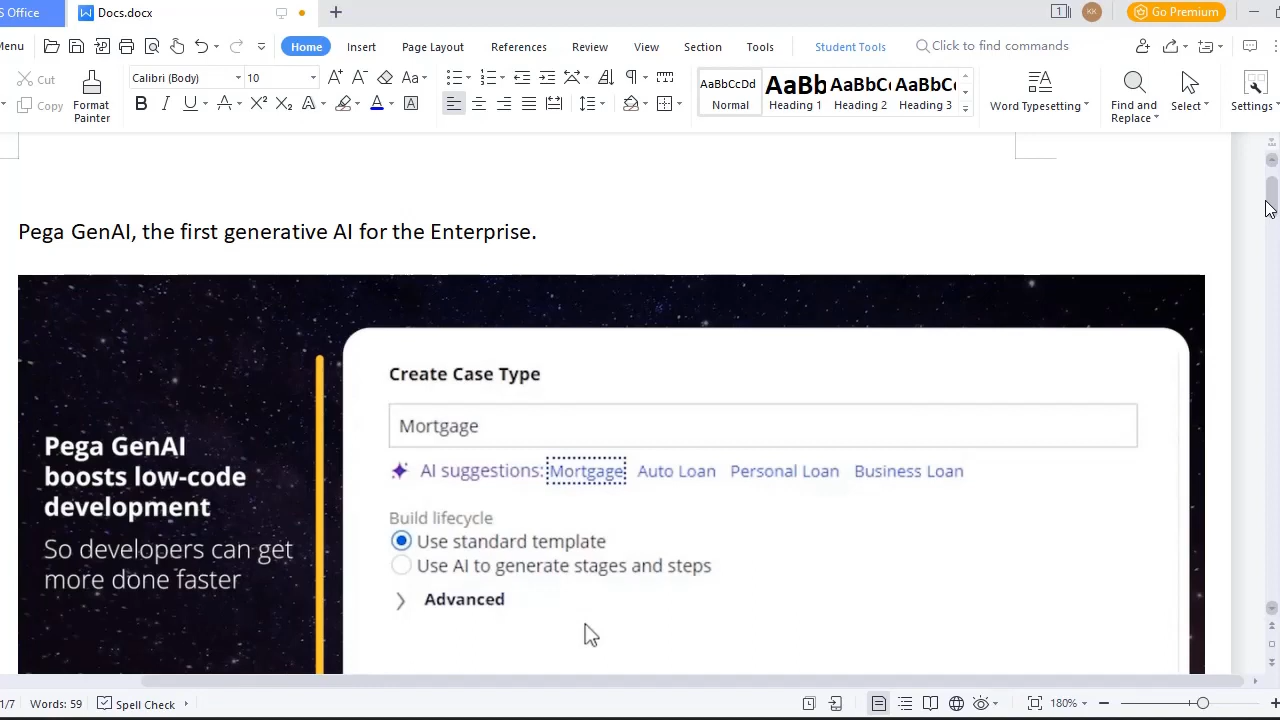 S Office
Docs.docx
1
KK
Go Premium
Menu
Home
Insert
Page Layout
References
Review
View
Section
Tools
Student Tools
Click to find commands
Cut
Copy
Format
Painter
Calibri (Body)
10
AaBbCcDd
Normal
AaBb
Heading 1
AaBbC
Heading 2
AaBbCc
Heading 3
Word Typesetting
Find and
Replace
Select
Settings
Pega GenAI, the first generative AI for the Enterprise.
Pega GenAI
boosts low-code
development
So developers can get
more done faster
Create Case Type
Mortgage
AI suggestions: Mortgage Auto Loan Personal Loan Business Loan
Build lifecycle
Use standard template
Use AI to generate stages and steps
Advanced
1/7
Words: 59
Spell Check
180%